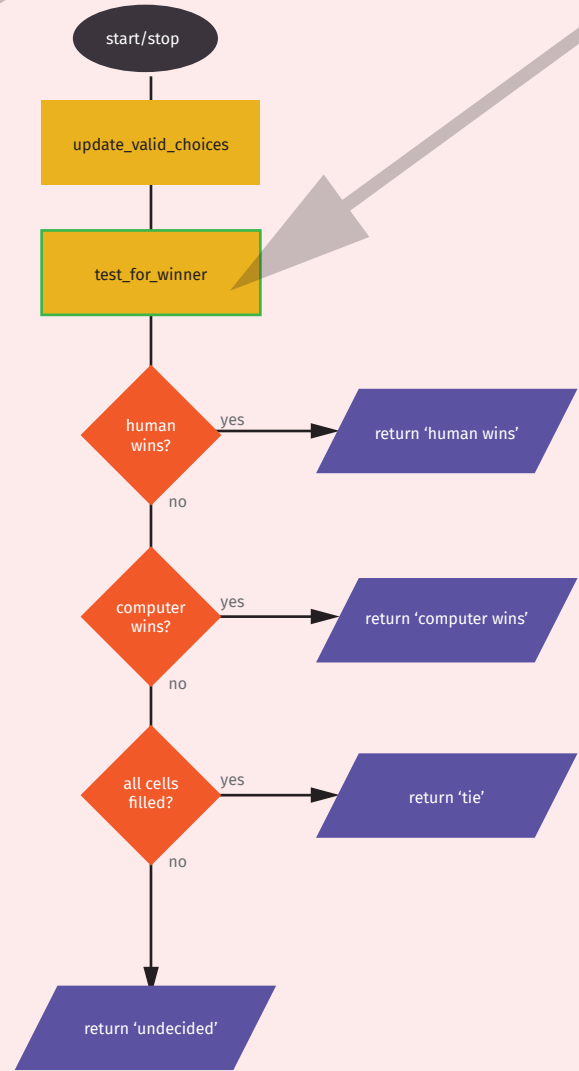 start/stop
update_valid_choices
test_for_winner
human
wins?
yes
return ‘human wins’
no
computer
wins?
yes
return ‘computer wins’
no
all cells
filled?
yes
return ‘tie’
no
return ‘undecided’